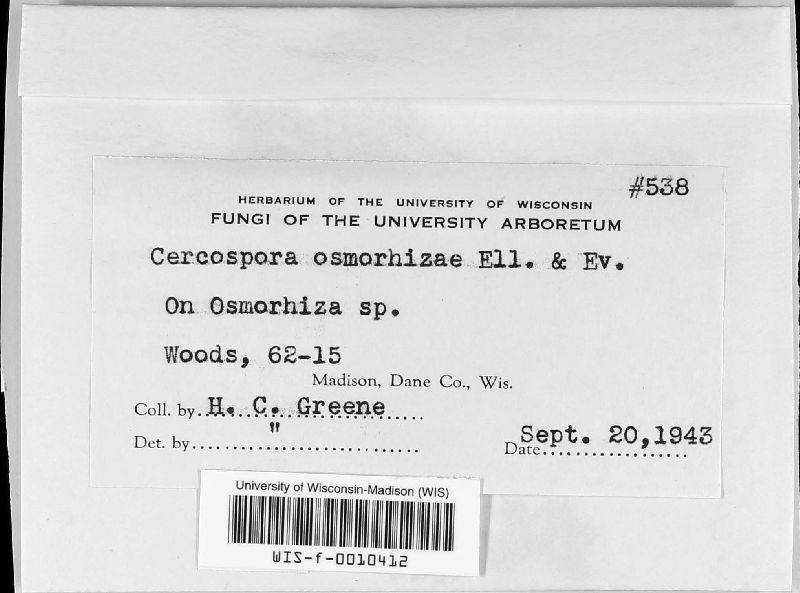 #538
HERBARIUM OF THE UNIVERSITY OF WISCONSIN
FUNGI OF THE UNIVERSITY ARBORETUM
Cercospora osmorhizae Ell. & Ev.
On Osmorhiza sp.
Woods, 62-15
Madison, Dane Co., Wis.
Coll. by H. C. Greene
Det. by "
Date Sept. 20,1943
University of Wisconsin-Madison (WIS)
WIS-f-0010412